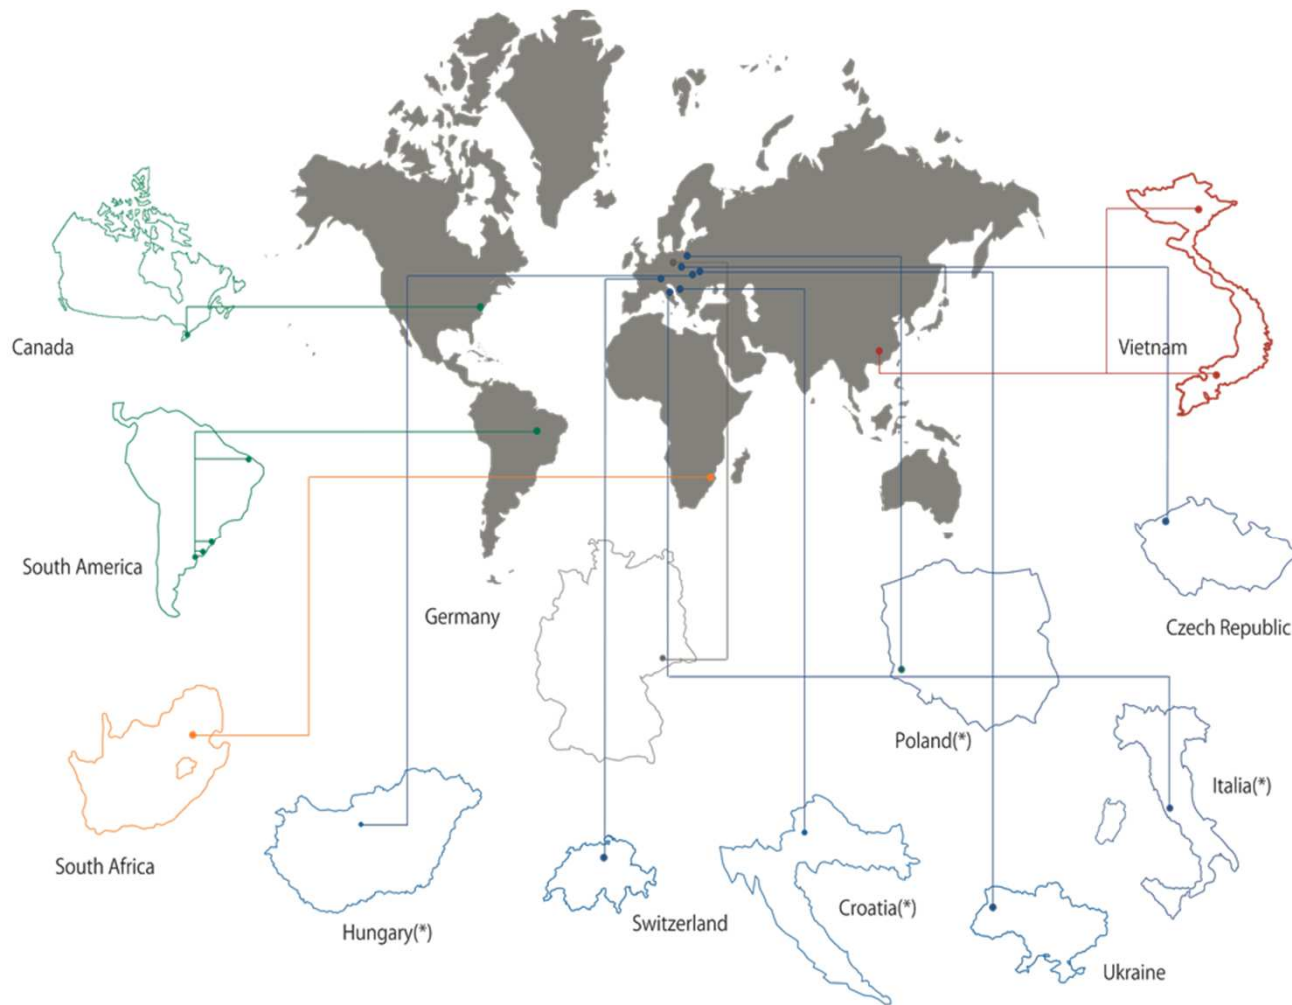 Canada
Vietnam
South America
Germany
Czech Republic
Poland(*)
Italia(*)
South Africa
Hungary(*)
Switzerland
Croatia(*)
Ukraine